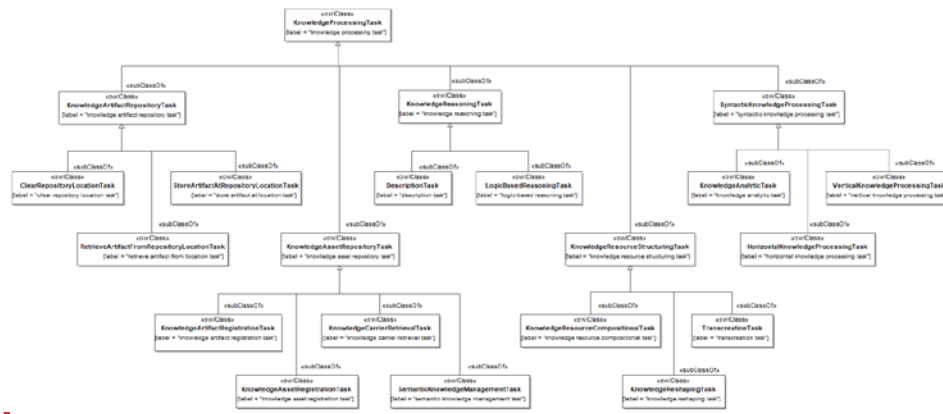 «owlClass»
KnowledgeProcessingTask
{label = "knowledge processing task"}
«subClassOf»
«subClassOf»
«subClassOf»
«subClassOf»
«subClassOf»
«owlClass»
KnowledgeArtifactRepositoryTask
{label = "knowledge artifact repository task"}
«owlClass»
KnowledgeReasoningTask
{label = "knowledge reasoning task"}
«owlClass»
SyntacticKnowledgeProcessingTask
{label = "syntactic knowledge processing task"}
«subClassOf»
«subClassOf»
«subClassOf»
«subClassOf»
«subClassOf»
«subClassOf»
«owlClass»
ClearRepositoryLocationTask
{label = "clear repository location task"}
«owlClass»
StoreArtifactAtRepositoryLocationTask
{label = "store artifact at location task"}
«owlClass»
DescriptionTask
{label = "description task"}
«owlClass»
LogicBasedReasoningTask
{label = "logic-based reasoning task"}
«owlClass»
KnowledgeAnalyticTask
{label = "knowledge analytic task"}
«owlClass»
VerticalKnowledgeProcessingTask
{label = "vertical knowledge processing task"}
«subClassOf»
«subClassOf»
«owlClass»
RetrieveArtifactFromRepositoryLocationTask
{label = "retrieve artifact from location task"}
«owlClass»
KnowledgeAssetRepositoryTask
{label = "knowledge asset repository task"}
«owlClass»
KnowledgeResourceStructuringTask
{label = "knowledge resource structuring task"}
«owlClass»
HorizontalKnowledgeProcessingTask
{label = "horizontal knowledge processing task"}
«subClassOf»
«subClassOf»
«subClassOf»
«subClassOf»
«owlClass»
KnowledgeArtifactRegistrationTask
{label = "knowledge artifact registration task"}
«owlClass»
KnowledgeCarrierRetrievalTask
{label = "knowledge carrier retrieval task"}
«owlClass»
KnowledgeResourceCompositionalTask
{label = "knowledge resource compositional task"}
«owlClass»
TranscreationTask
{label = "transcreation task"}
«subClassOf»
«subClassOf»
«subClassOf»
«owlClass»
KnowledgeAssetRegistrationTask
{label = "knowledge asset registration task"}
«owlClass»
SemanticKnowledgeManagementTask
{label = "semantic knowledge management task"}
«owlClass»
KnowledgeReshapingTask
{label = "knowledge reshaping task"}